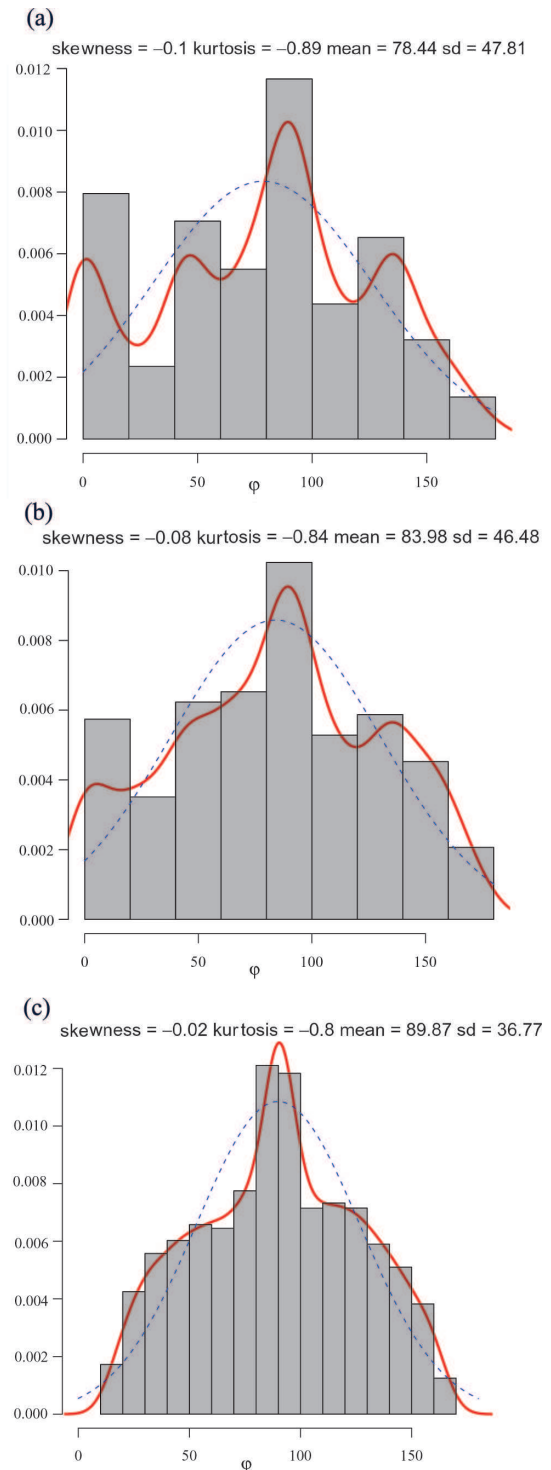 (a)
skewness = −0.1 kurtosis = −0.89 mean = 78.44 sd = 47.81
0.012
0.010
0.008
0.006
0.004
0.002
0.000
0 50 100 150
φ
(b)
skewness = −0.08 kurtosis = −0.84 mean = 83.98 sd = 46.48
0.010
0.008
0.006
0.004
0.002
0.000
0 50 100 150
φ
(c)
skewness = −0.02 kurtosis = −0.8 mean = 89.87 sd = 36.77
0.012
0.010
0.008
0.006
0.004
0.002
0.000
0 50 100 150
φ